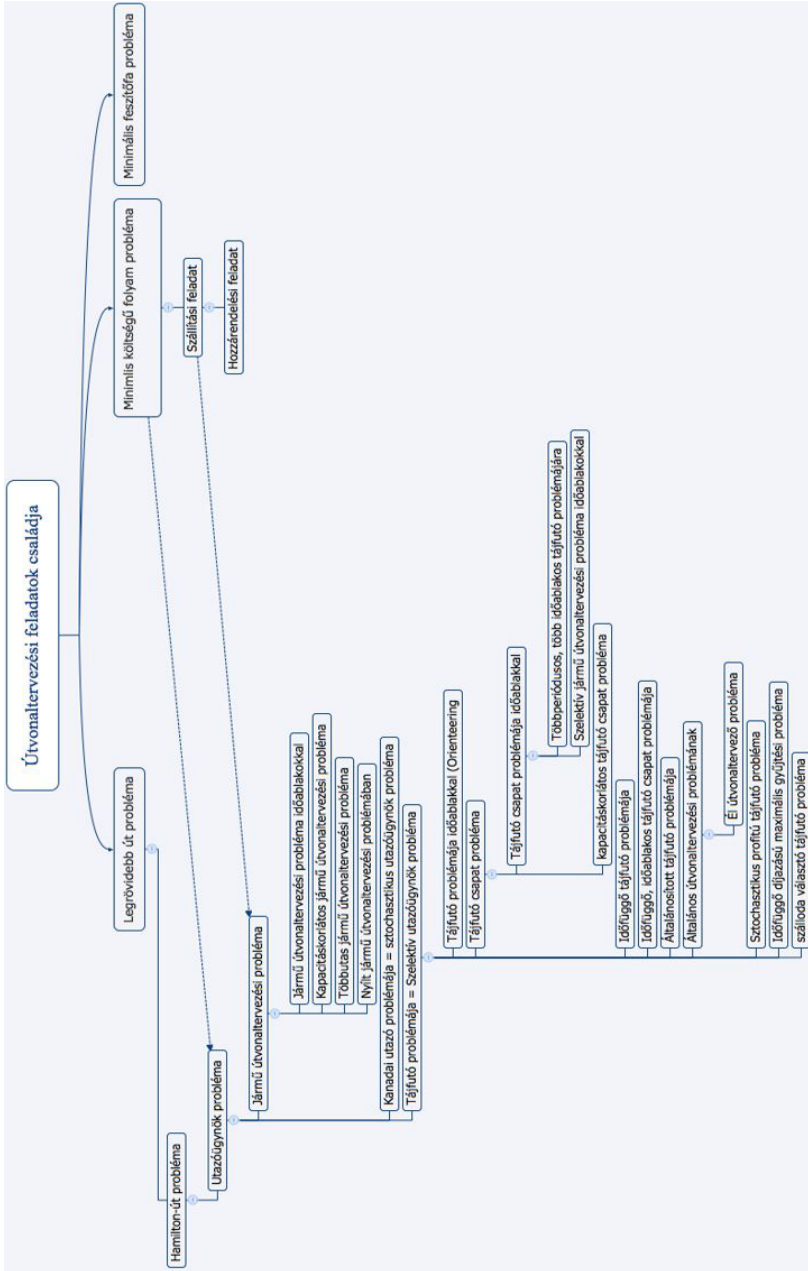 Útvonaltervezési feladatok családja
Legrövidebb út probléma
Minimlis költségű folyam probléma
Minimális feszítőfa probléma
Hamilton-út probléma
Szállítási feladat
Utazóügynök probléma
Hozzárendelési feladat
Jármű útvonaltervezési probléma
Jármű útvonaltervezési probléma időablakokkal
Kapacitáskorlátos jármű útvonaltervezési probléma
Többutas jármű útvonaltervezési probléma
Nyílt jármű útvonaltervezési problémában
Kanadai utazó problémája = sztochasztikus utazóügynök probléma
Tájfutó problémája = Szelektív utazóügynök probléma
Tájfutó problémája időablakkal (Orienteering
Tájfutó csapat probléma
Tájfutó csapat problémája időablakkal
Többperiódusos, több időablakos tájfutó problémájára
Szelektív jármű útvonaltervezési probléma időablakokkal
kapacitáskorlátos tájfutó csapat probléma
Időfüggő tájfutó problémája
Időfüggő, időablakos tájfutó csapat problémája
Általánosított tájfutó problémája
Általános útvonaltervezési problémának
Él útvonaltervező probléma
Sztochasztikus profitú tájfutó probléma
Időfüggő díjazású maximális gyűjtési probléma
szálloda választó tájfutó probléma